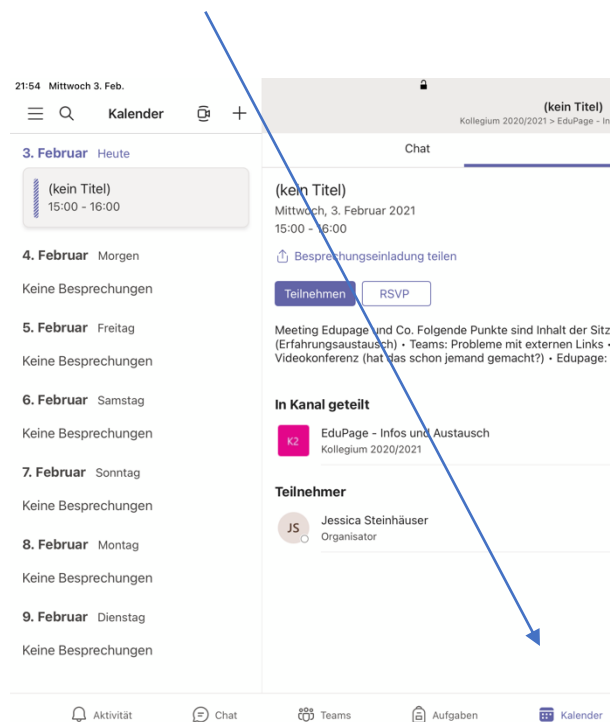 21:54 Mittwoch 3. Feb.
Kalender
3. Februar Heute
(kein Titel)
15:00 - 16:00
4. Februar Morgen
Keine Besprechungen
5. Februar Freitag
Keine Besprechungen
6. Februar Samstag
Keine Besprechungen
7. Februar Sonntag
Keine Besprechungen
8. Februar Montag
Keine Besprechungen
9. Februar Dienstag
Keine Besprechungen
(kein Titel)
Kollegium 2020/2021 > EduPage - In
Chat
(kein Titel)
Mittwoch, 3. Februar 2021
15:00 - 16:00
Besprechungseinladung teilen
Teilnehmen RSVP
Meeting Edupage und Co. Folgende Punkte sind Inhalt der Sitz
(Erfahrungsaustausch) • Teams: Probleme mit externen Links •
Videokonferenz (hat das schon jemand gemacht?) • Edupage:
In Kanal geteilt
K2
EduPage - Infos und Austausch
Kollegium 2020/2021
Teilnehmer
JS
Jessica Steinhäuser
Organisator
Aktivität Chat Teams Aufgaben Kalender